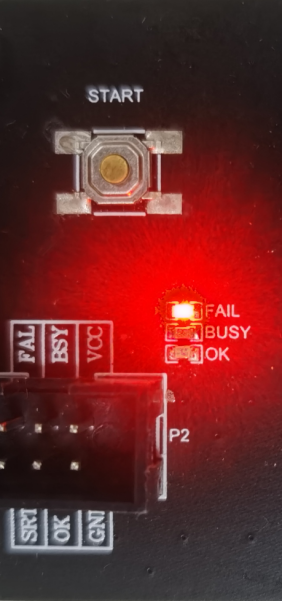 START
FAIL
BUSY
OK
FAL
BSY
VCC
P2
SRT
OK
GND